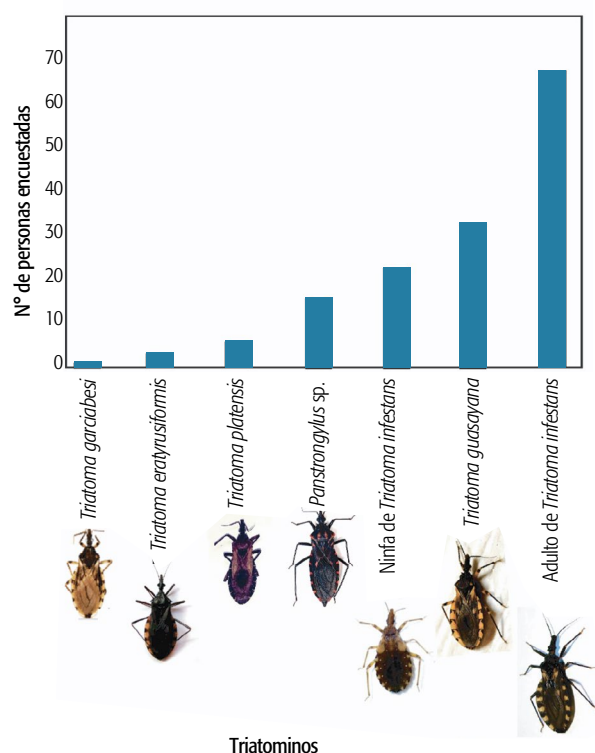 70
60
50
40
30
20
10
0
N° de personas encuestadas
Triatoma garciabesi
Triatoma eratyrusiformis
Triatoma platensis
Panstrongylus sp.
Ninfa de Triatoma infestans
Triatoma guasayana
Adulto de Triatoma infestans
Triatominos